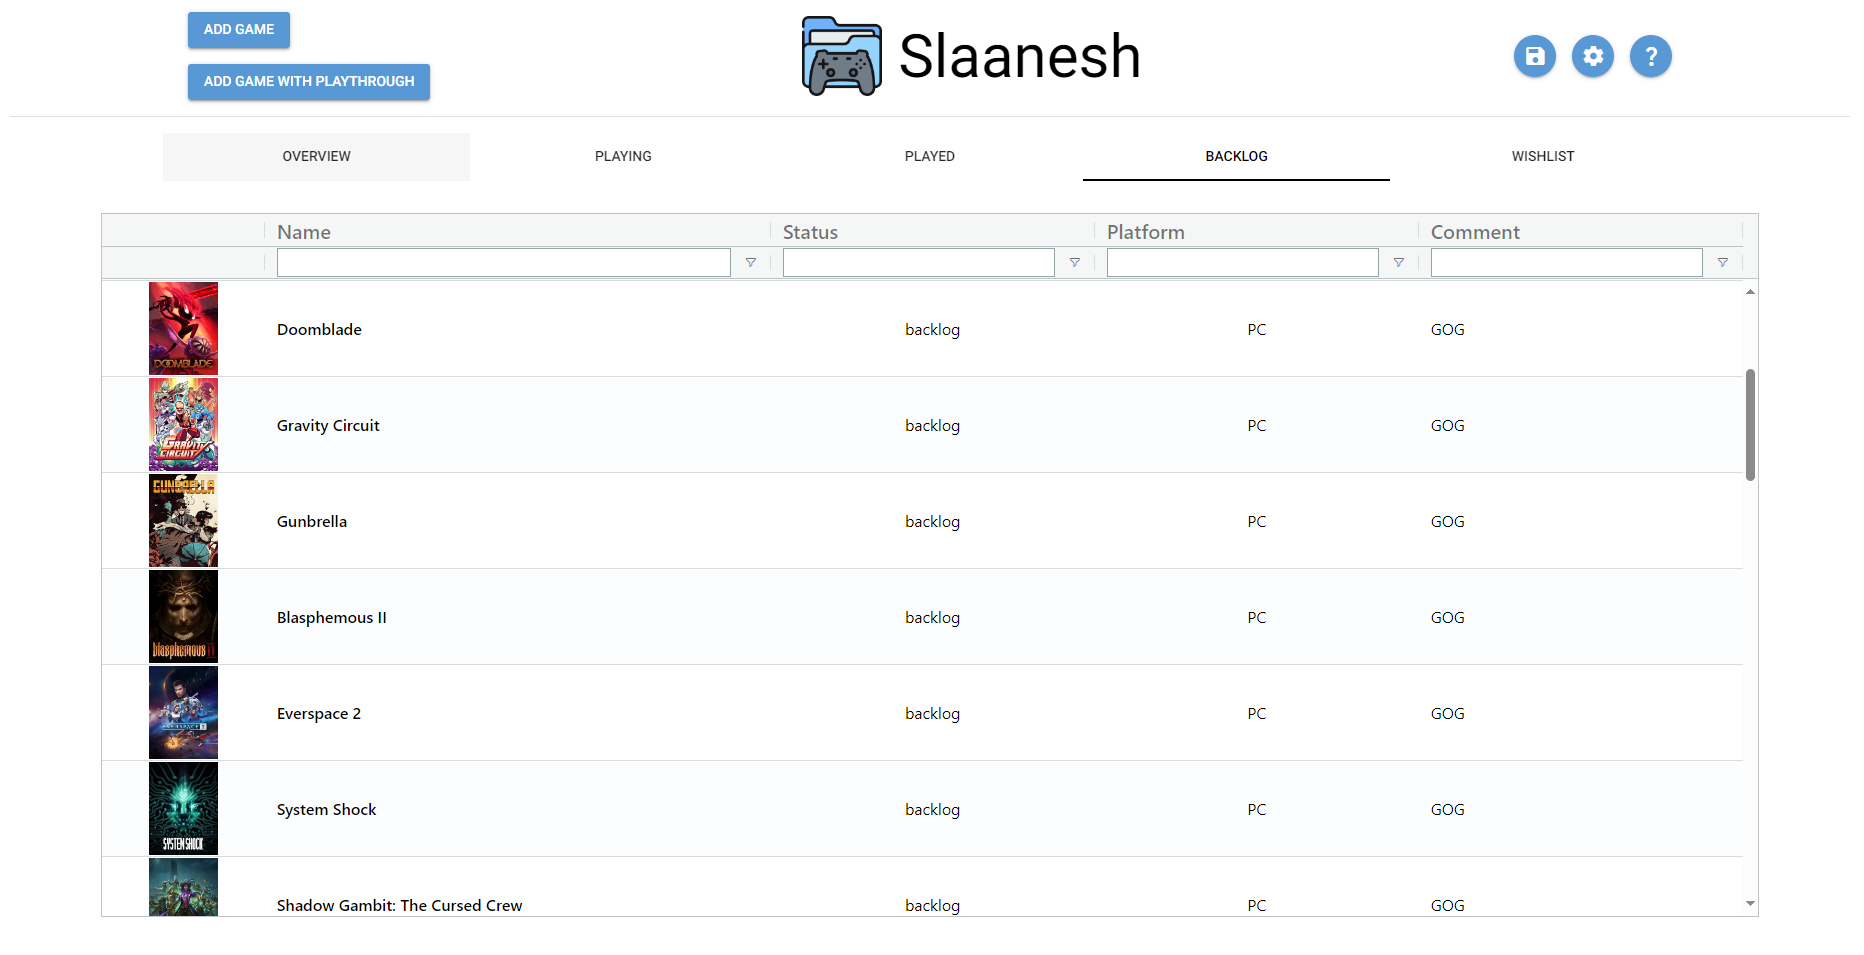 ADD GAME
ADD GAME WITH PLAYTHROUGH
Slaanesh
?
OVERVIEW PLAYING PLAYED BACKLOG WISHLIST
Name Status Platform Comment
DOOMBLADE
Doomblade backlog PC GOG
GRAVITY CIRCUIT
Gravity Circuit backlog PC GOG
GUNBRELLA
Gunbrella backlog PC GOG
blasphemous II
Blasphemous II backlog PC GOG
EVERSPACE 2
Everspace 2 backlog PC GOG
SYSTEM SHOCK
System Shock backlog PC GOG
Shadow Gambit: The Cursed Crew backlog PC GOG